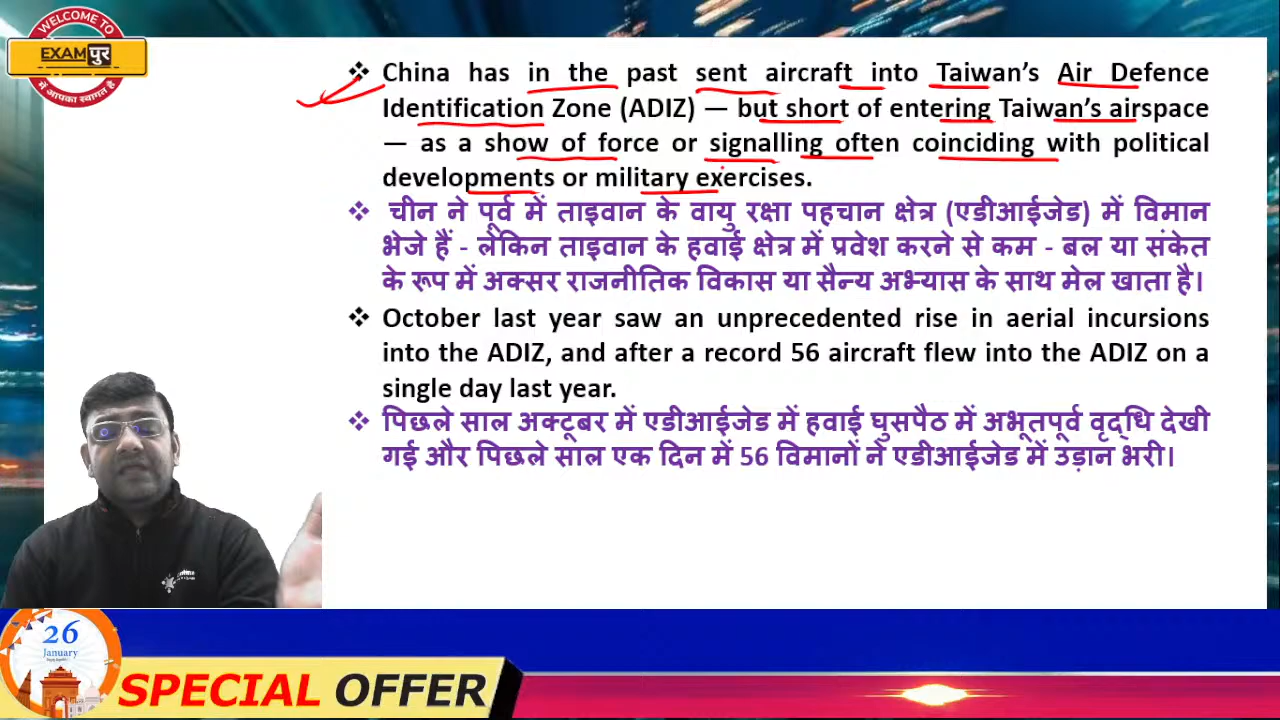 WELCOME TO
EXAM पुर
में आपका स्वागत है
❖ China has in the past sent aircraft into Taiwan's Air Defence
Identification Zone (ADIZ) — but short of entering Taiwan's airspace
— as a show of force or signalling often coinciding with political
developments or military exercises.
❖ चीन ने पूर्व में ताइवान के वायु रक्षा पहचान क्षेत्र (एडीआईजेड) में विमान
भेजे हैं - लेकिन ताइवान के हवाई क्षेत्र में प्रवेश करने से कम - बल या संकेत
के रूप में अक्सर राजनीतिक विकास या सैन्य अभ्यास के साथ मेल खाता है।
❖ October last year saw an unprecedented rise in aerial incursions
into the ADIZ, and after a record 56 aircraft flew into the ADIZ on a
single day last year.
❖ पिछले साल अक्टूबर में एडीआईजेड में हवाई घुसपैठ में अभूतपूर्व वृद्धि देखी
गई और पिछले साल एक दिन में 56 विमानों ने एडीआईजेड में उड़ान भरी।
26
January
SPECIAL OFFER